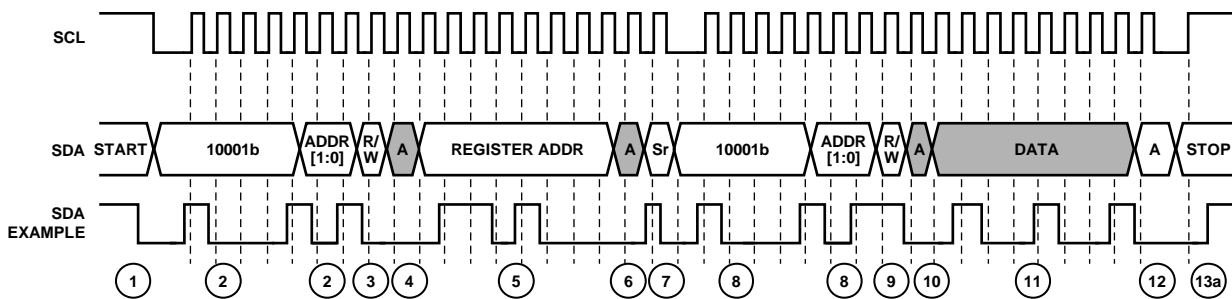 SCL
SDA START 10001b ADDR [1:0] R/W A REGISTER ADDR A Sr 10001b ADDR [1:0] R/W A DATA A STOP
SDA EXAMPLE
1 2 2 3 4 5 6 7 8 8 9 10 11 12 13a